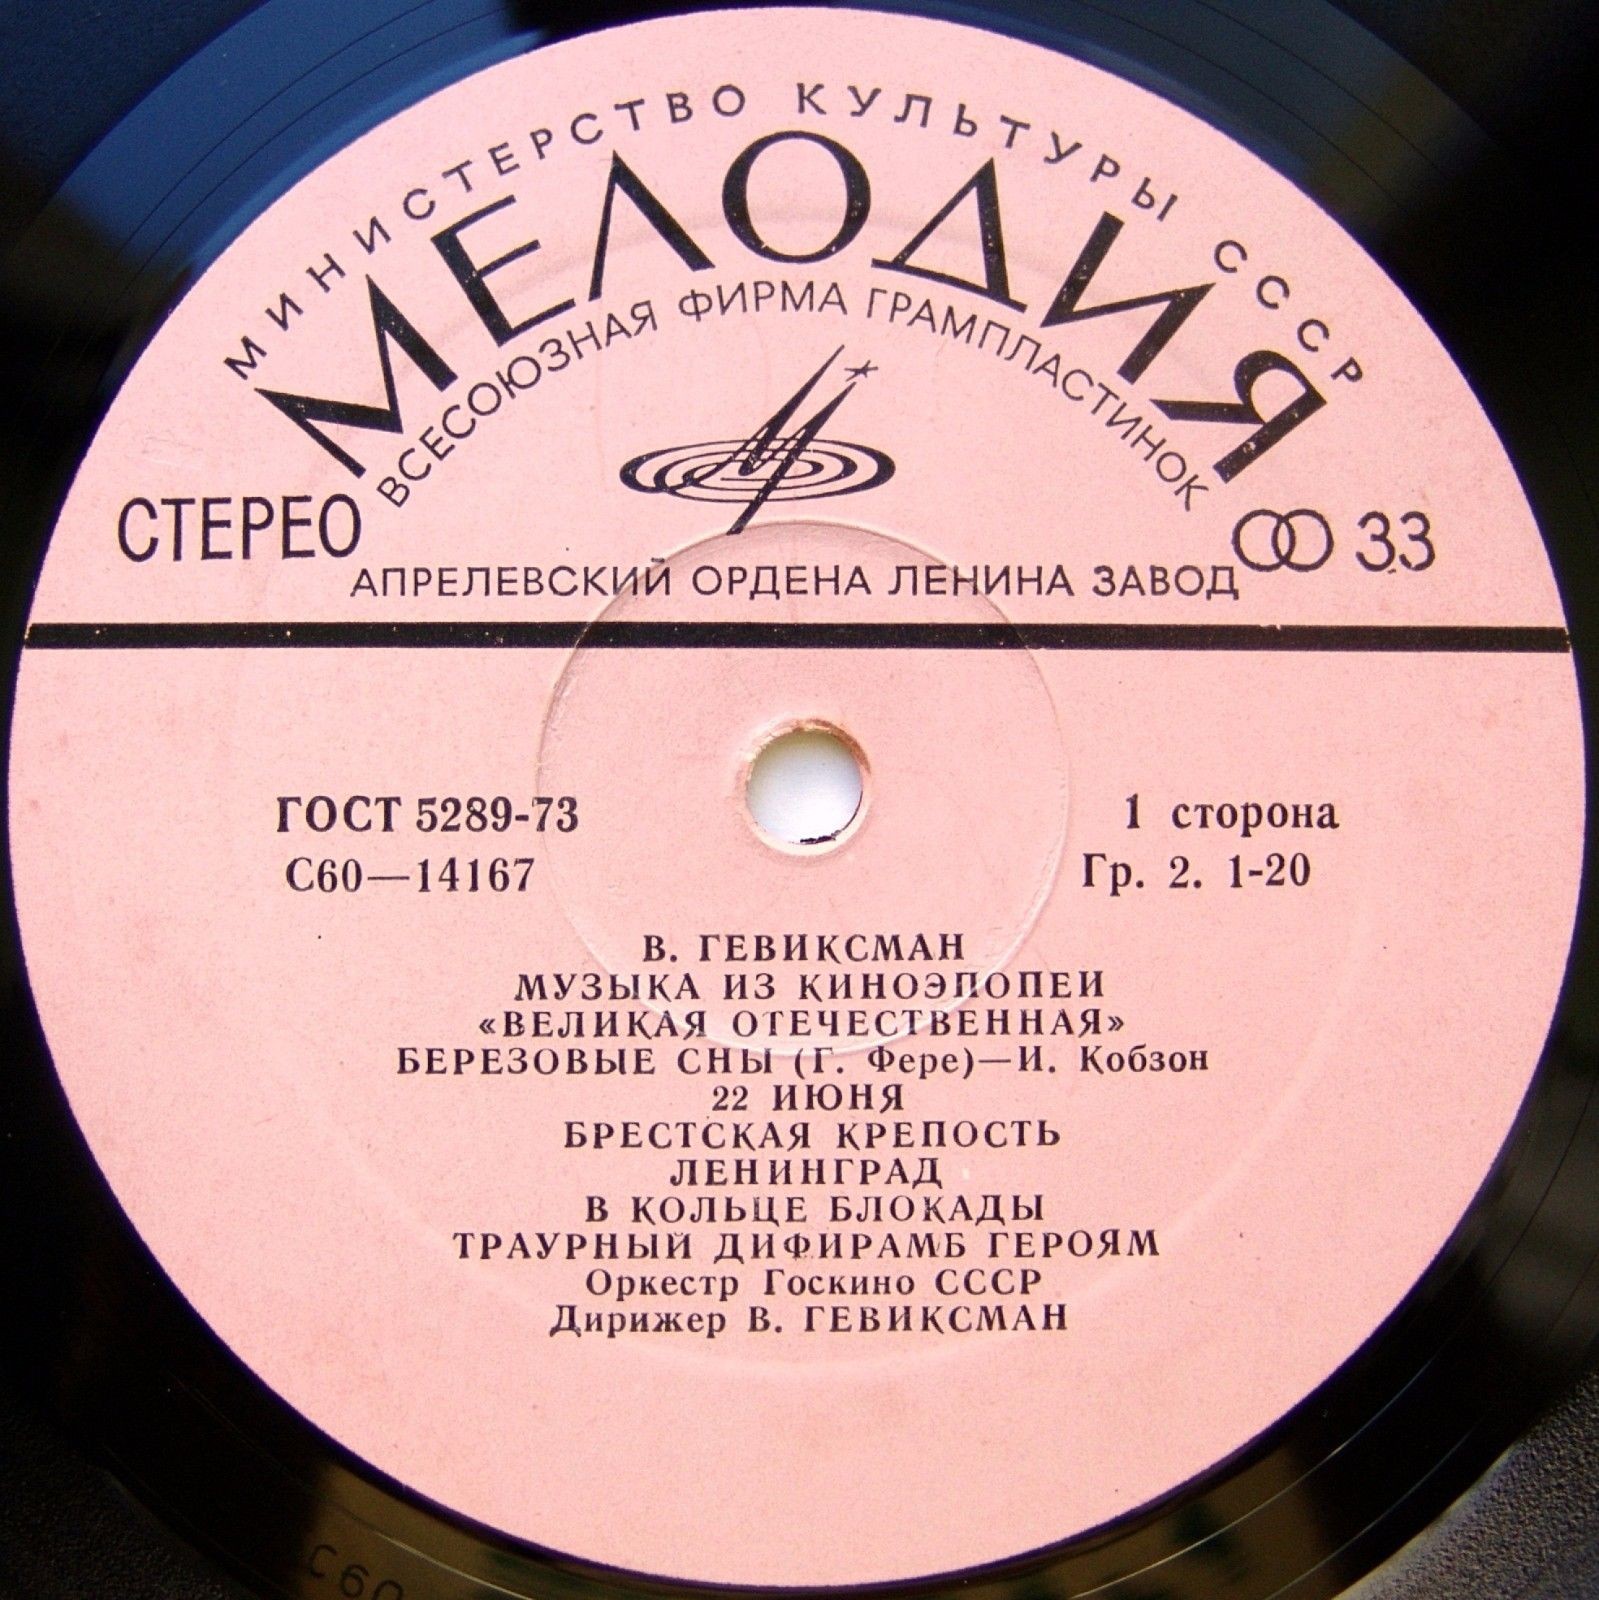 МИНИСТЕРСТВО КУЛЬТУРЫ СССР
МЕЛОДИЯ
ВСЕСОЮЗНАЯ ФИРМА ГРАМПЛАСТИНОК
СТЕРЕО
33
АПРЕЛЕВСКИЙ ОРДЕНА ЛЕНИНА ЗАВОД
ГОСТ 5289-73
1 сторона
С60—14167
Гр. 2. 1-20
В. ГЕВИКСМАН
МУЗЫКА ИЗ КИНОЭПОПЕИ
«ВЕЛИКАЯ ОТЕЧЕСТВЕННАЯ»
БЕРЕЗОВЫЕ СНЫ (Г. Фере)—И. Кобзон
22 ИЮНЯ
БРЕСТСКАЯ КРЕПОСТЬ
ЛЕНИНГРАД
В КОЛЬЦЕ БЛОКАДЫ
ТРАУРНЫЙ ДИФИРАМБ ГЕРОЯМ
Оркестр Госкино СССР
Дирижер В. ГЕВИКСМАН
С60